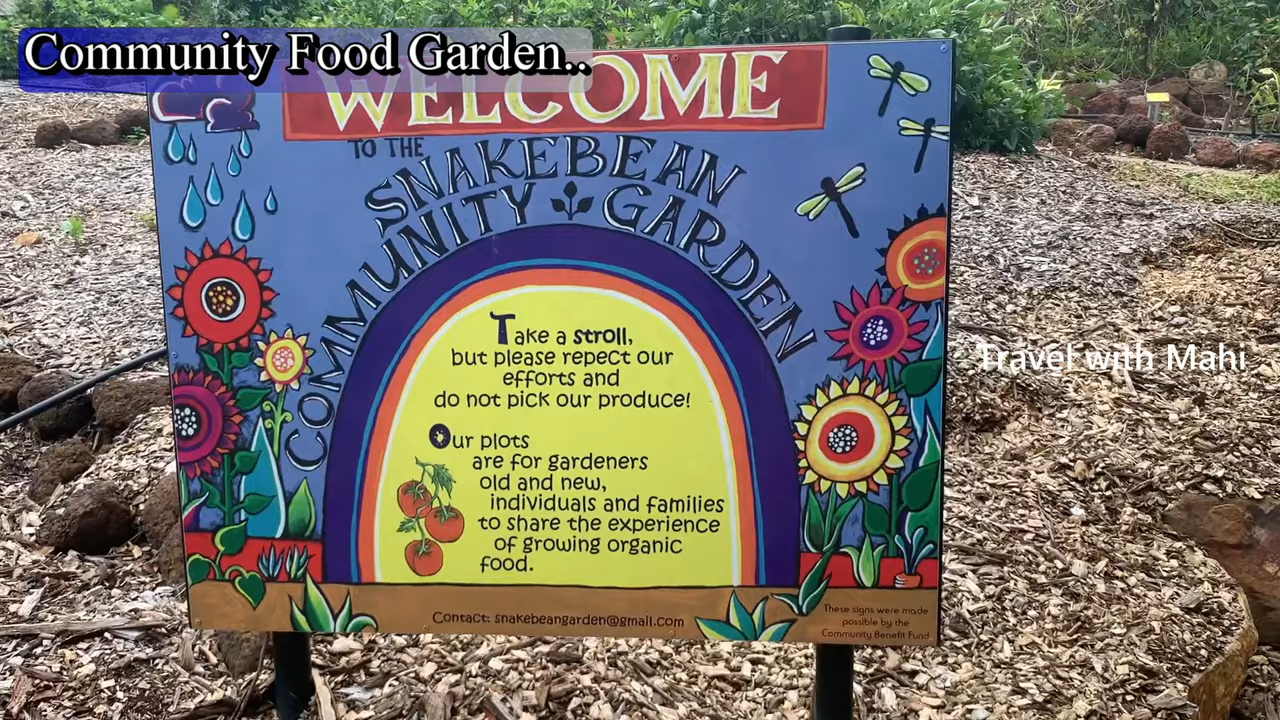 Community Food Garden..
WELCOME
TO THE
SNAKEBEAN
COMMUNITY GARDEN
Take a stroll,
but please repect our
efforts and
do not pick our produce!
Our plots
are for gardeners
old and new,
individuals and families
to share the experience
of growing organic
food.
Contact: snakebeangarden@gmail.com
These signs were made
possible by the
Community Benefit Fund
Travel with Mahi